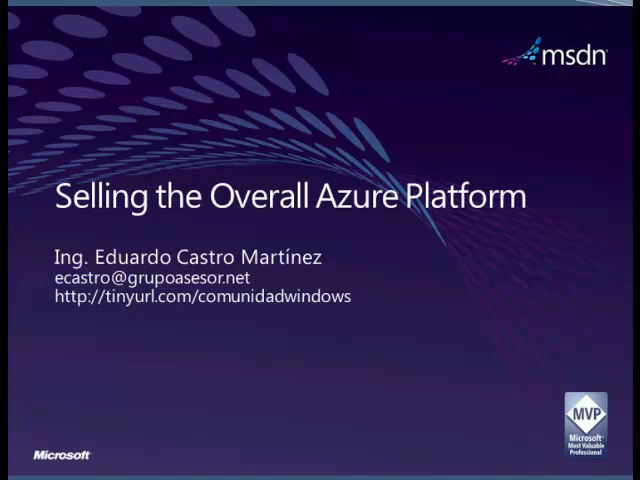 msdn
Selling the Overall Azure Platform
Ing. Eduardo Castro Martínez
ecastro@grupoasesor.net
http://tinyurl.com/comunidadwindows
MVP
Microsoft
Most Valuable
Professional
Microsoft